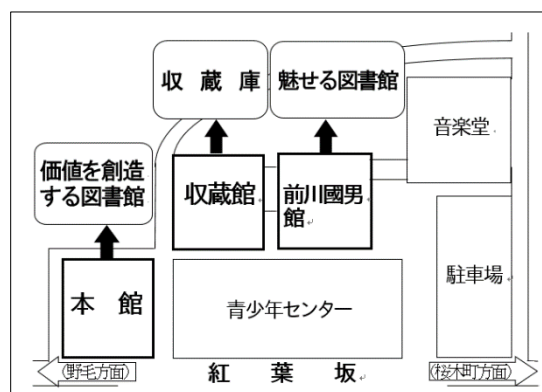 収蔵庫
魅せる図書館
音楽堂
価値を創造
する図書館
収蔵館
前川國男
館
駐車場
本館
青少年センター
(野毛方面)
紅葉坂
(桜木町方面)